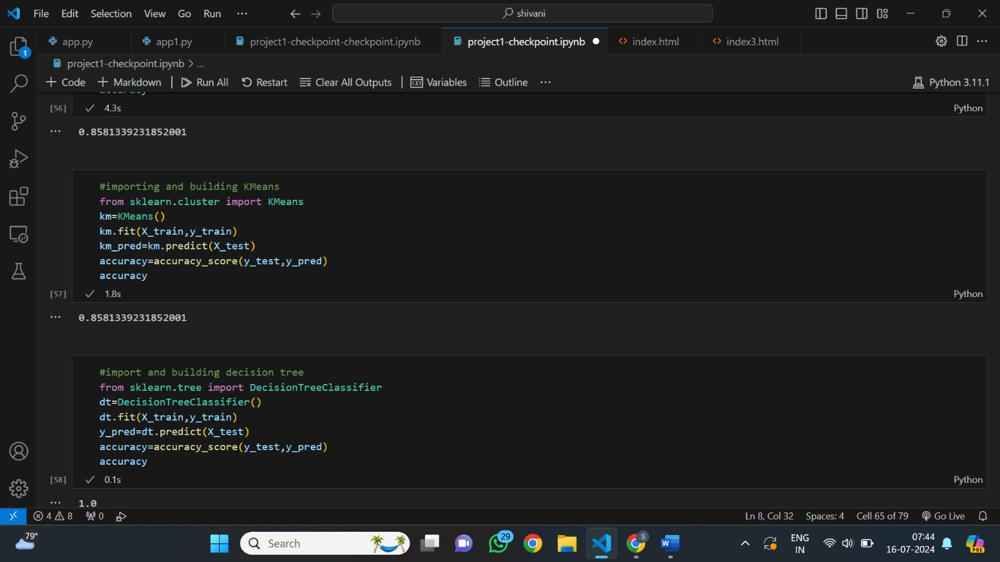 File Edit Selection View Go Run ... shivani
1
app.py app1.py project1-checkpoint-checkpoint.ipynb project1-checkpoint.ipynb index.html index3.html
project1-checkpoint.ipynb > ...
Code Markdown Run All Restart Clear All Outputs Variables Outline ... Python 3.11.1
accuracy
[56] 4.3s Python
0.8581339231852001
#importing and building KMeans
from sklearn.cluster import KMeans
km=KMeans()
km.fit(X_train,y_train)
km_pred=km.predict(X_test)
accuracy=accuracy_score(y_test,y_pred)
accuracy
[57] 1.8s Python
0.8581339231852001
#import and building decision tree
from sklearn.tree import DecisionTreeClassifier
dt=DecisionTreeClassifier()
dt.fit(X_train,y_train)
y_pred=dt.predict(X_test)
accuracy=accuracy_score(y_test,y_pred)
accuracy
[58] 0.1s Python
1.0
4 8 0 Ln 8, Col 32 Spaces: 4 Cell 65 of 79 Go Live
79° Search 29 S W ENG 07:44
IN 16-07-2024 PRE